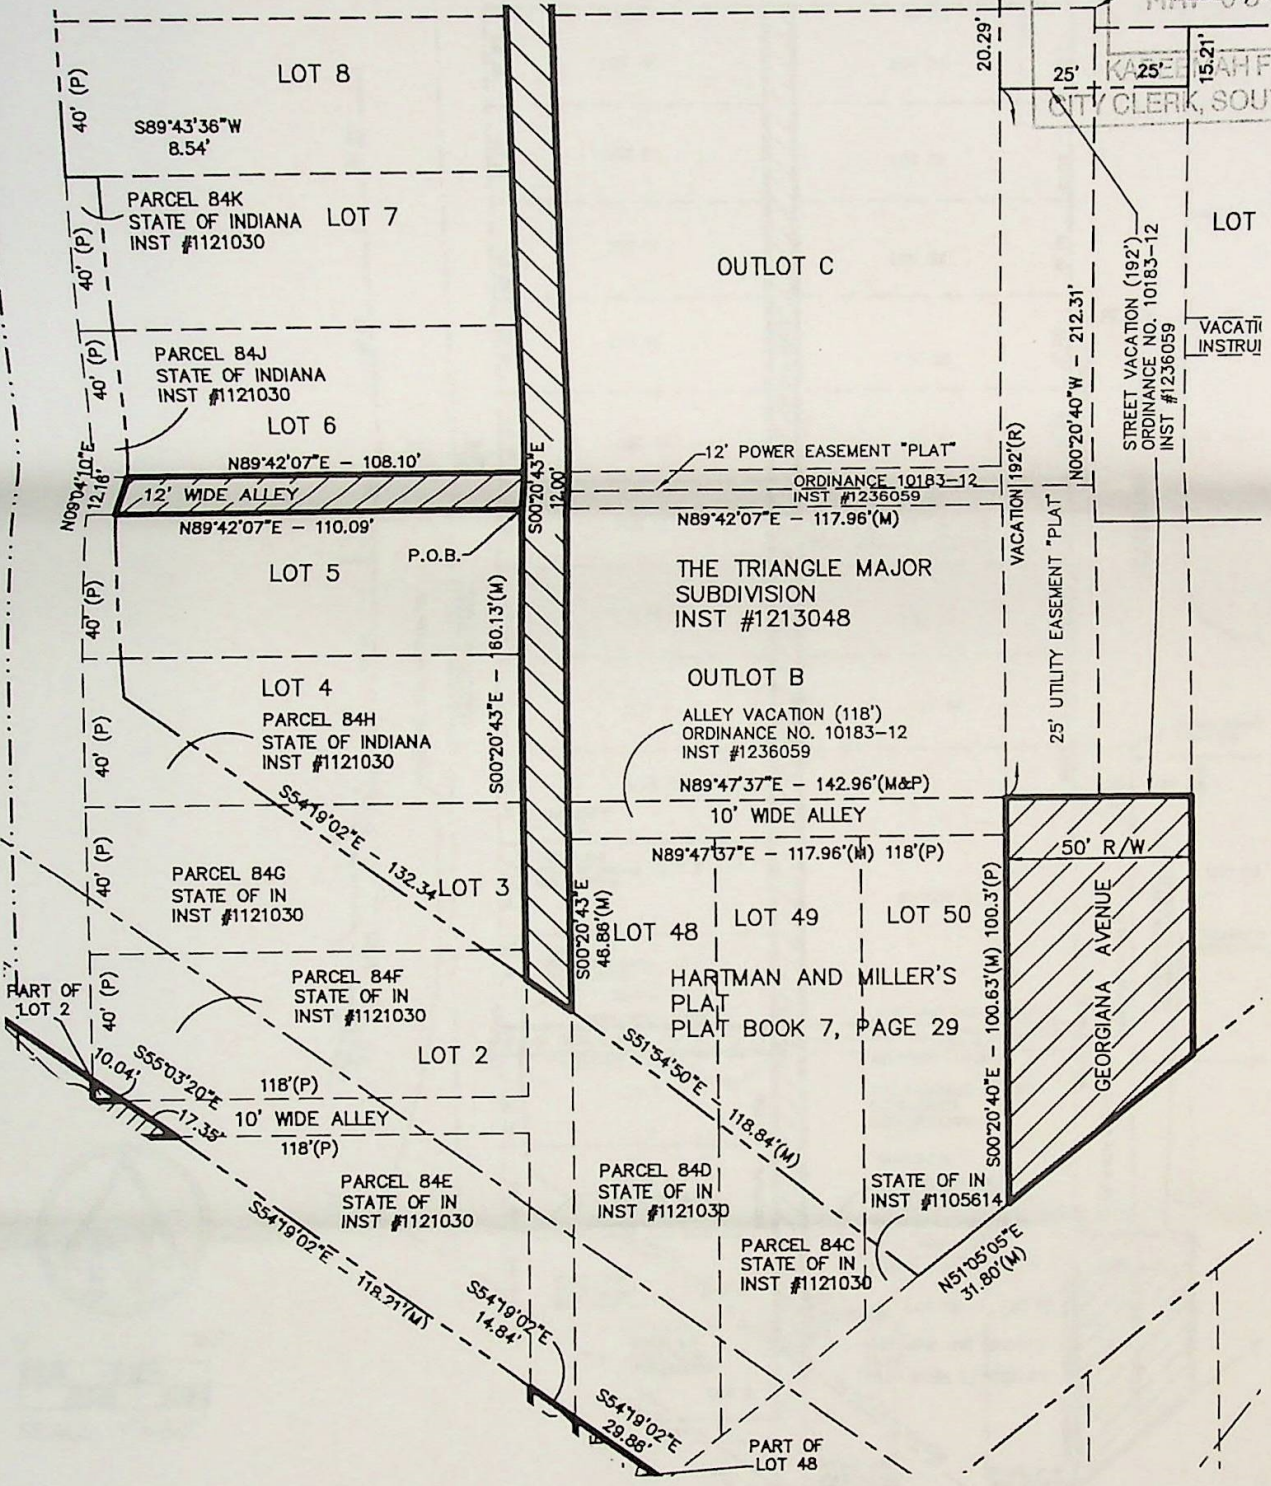 20.29'
25'
25'
15.21'
CITY CLERK, SOU
LOT 8
40' (P)
S89°43'36"W
8.54'
PARCEL 84K
STATE OF INDIANA
INST #1121030
LOT 7
40' (P)
OUTLOT C
LOT
STREET VACATION (192')
ORDINANCE NO. 10183-12
INST #1236059
N00°20'40"W - 212.31'
PARCEL 84J
STATE OF INDIANA
INST #1121030
40' (P)
LOT 6
N89°42'07"E - 108.10'
N09°04'10"E
12.16'
12' WIDE ALLEY
N89°42'07"E - 110.09'
S00°20'43"E
12.00'
12' POWER EASEMENT "PLAT"
ORDINANCE 10183-12
INST #1236059
N89°42'07"E - 117.96'(M)
VACATION 192'(R)
25' UTILITY EASEMENT "PLAT"
P.O.B.
LOT 5
40' (P)
THE TRIANGLE MAJOR
SUBDIVISION
INST #1213048
S00°20'43"E - 160.13'(M)
LOT 4
PARCEL 84H
STATE OF INDIANA
INST #1121030
40' (P)
OUTLOT B
ALLEY VACATION (118')
ORDINANCE NO. 10183-12
INST #1236059
N89°47'37"E - 142.96'(M&P)
10' WIDE ALLEY
N89°47'37"E - 117.96'(M) 118'(P)
S54°19'02"E - 132.34
40' (P)
PARCEL 84G
STATE OF IN
INST #1121030
LOT 3
S00°20'43"E
46.86'(M)
LOT 48
LOT 49
LOT 50
S00°20'40"E - 100.63'(M) 100.3'(P)
50' R/W
GEORGIANA AVENUE
HARTMAN AND MILLER'S
PLAT
PLAT BOOK 7, PAGE 29
PART OF
LOT 2
40' (P)
PARCEL 84F
STATE OF IN
INST #1121030
LOT 2
S55°03'20"E
10.04'
17.35'
118'(P)
10' WIDE ALLEY
118'(P)
S51°54'50"E 118.84'(M)
PARCEL 84E
STATE OF IN
INST #1121030
PARCEL 84D
STATE OF IN
INST #1121030
STATE OF IN
INST #1105614
PARCEL 84C
STATE OF IN
INST #1121030
N51°05'05"E
31.80'(M)
S54°19'02"E - 118.21'(M)
S54°19'02"E
14.84'
S54°19'02"E
29.86'
PART OF
LOT 48